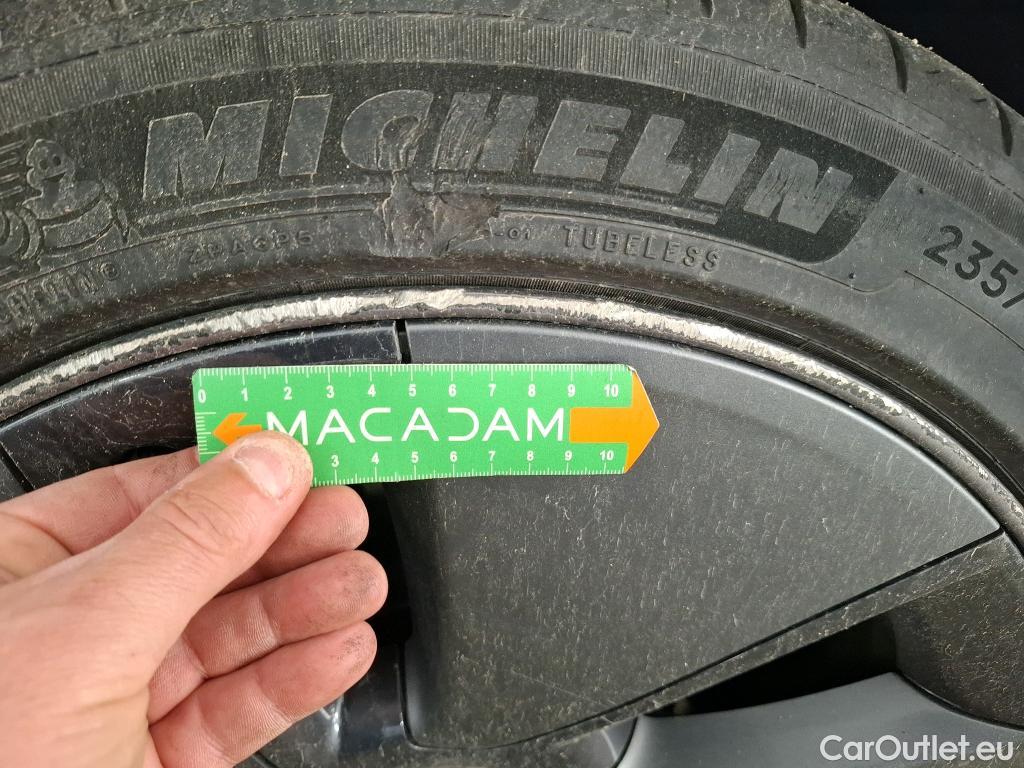 MICHELIN
TUBELESS
235/
0 1 2 3 4 5 6 7 8 9 10
MACADAM
3 4 5 6 7 8 9 10
CarOutlet.eu